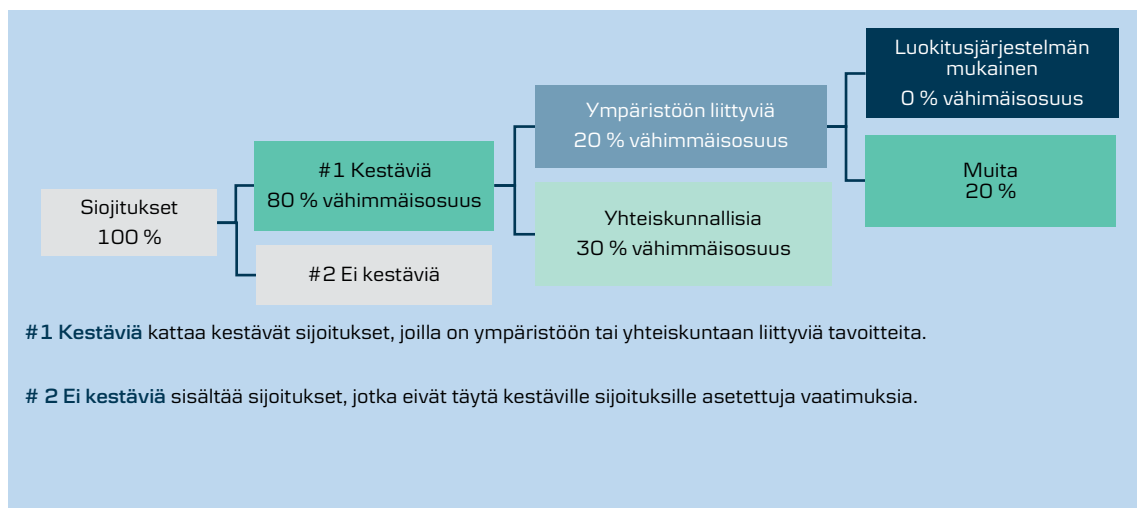 Siojitukset
100 %
#1 Kestäviä
80 % vähimmäisosuus
#2 Ei kestäviä
Ympäristöön liittyviä
20 % vähimmäisosuus
Yhteiskunnallisia
30 % vähimmäisosuus
Luokitusjärjestelmän
mukainen
0 % vähimäisosuus
Muita
20 %
#1 Kestäviä kattaa kestävät sijoitukset, joilla on ympäristöön tai yhteiskuntaan liittyviä tavoitteita.
# 2 Ei kestäviä sisältää sijoitukset, jotka eivät täytä kestäville sijoituksille asetettuja vaatimuksia.